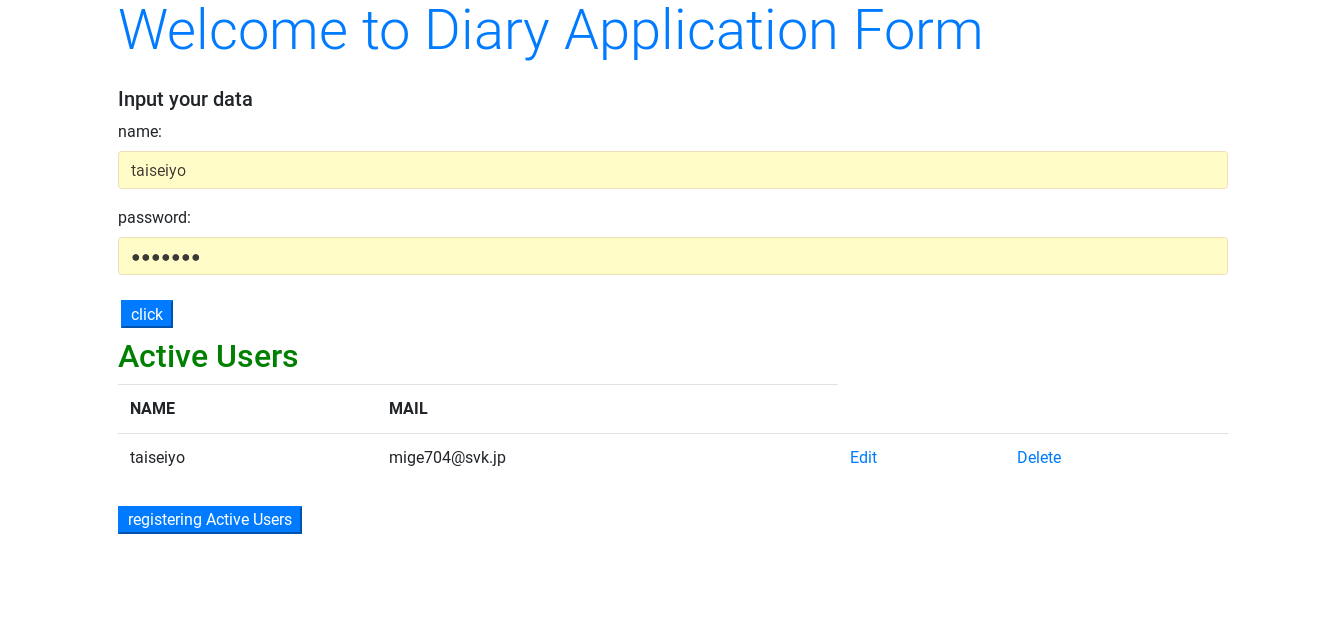 Welcome to Diary Application Form
Input your data
name:
taiseiyo
password:
●●●●●●●
click
Active Users
NAME MAIL
taiseiyo mige704@svk.jp Edit Delete
registering Active Users